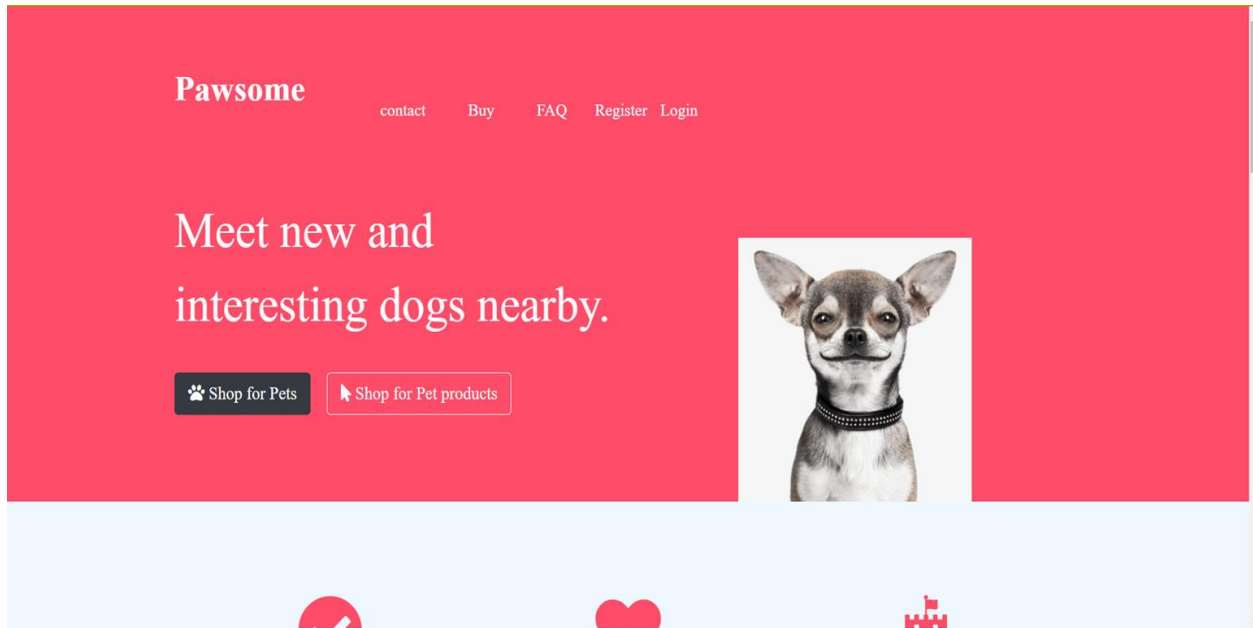 Pawsome
contact Buy FAQ Register Login
Meet new and
interesting dogs nearby.
Shop for Pets Shop for Pet products